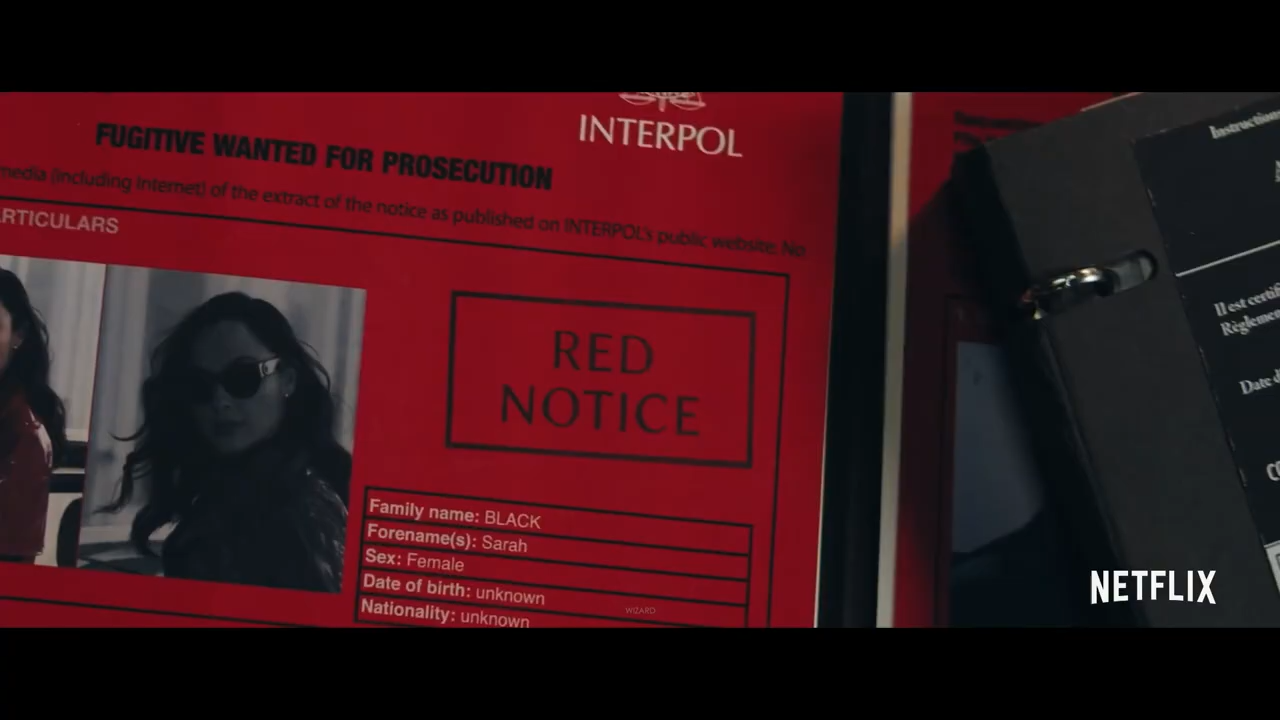 INTERPOL
FUGITIVE WANTED FOR PROSECUTION
media (including Internet) of the extract of the notice as published on INTERPOL's public website: No
ARTICULARS
RED
NOTICE
Family name: BLACK
Forename(s): Sarah
Sex: Female
Date of birth: unknown
Nationality: unknown
WIZARD
Instruction
Il est certif
Règlemen
Date d
NETFLIX